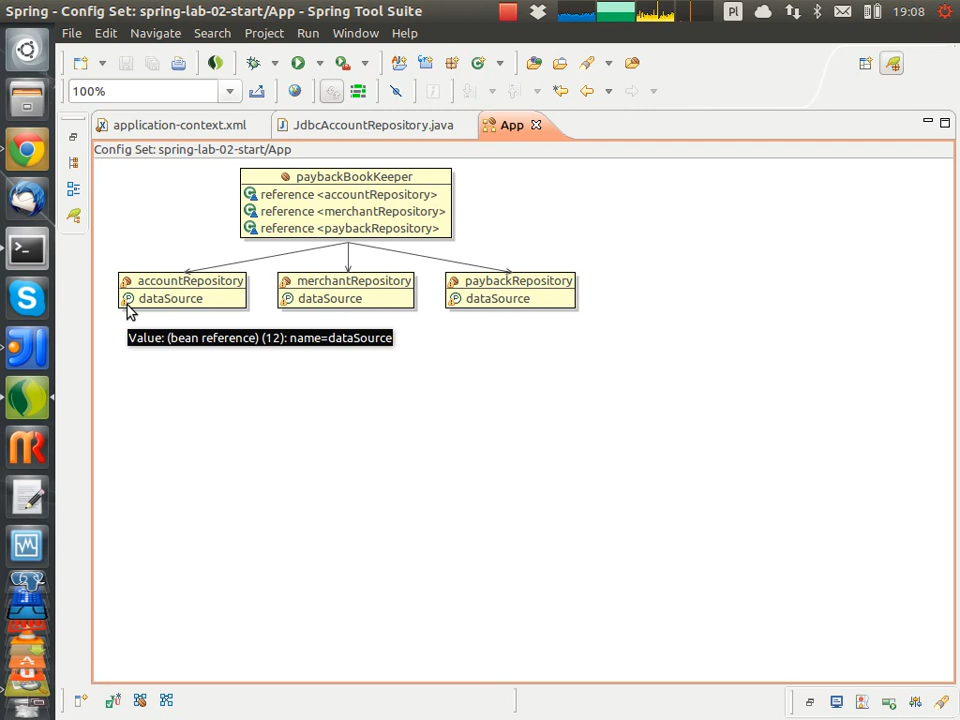 Spring - Config Set: spring-lab-02-start/App - Spring Tool Suite
Pl
19:08
File Edit Navigate Search Project Run Window Help
100%
application-context.xml
JdbcAccountRepository.java
App
Config Set: spring-lab-02-start/App
paybackBookKeeper
reference <accountRepository>
reference <merchantRepository>
reference <paybackRepository>
accountRepository
dataSource
merchantRepository
dataSource
paybackRepository
dataSource
Value: (bean reference) (12): name=dataSource